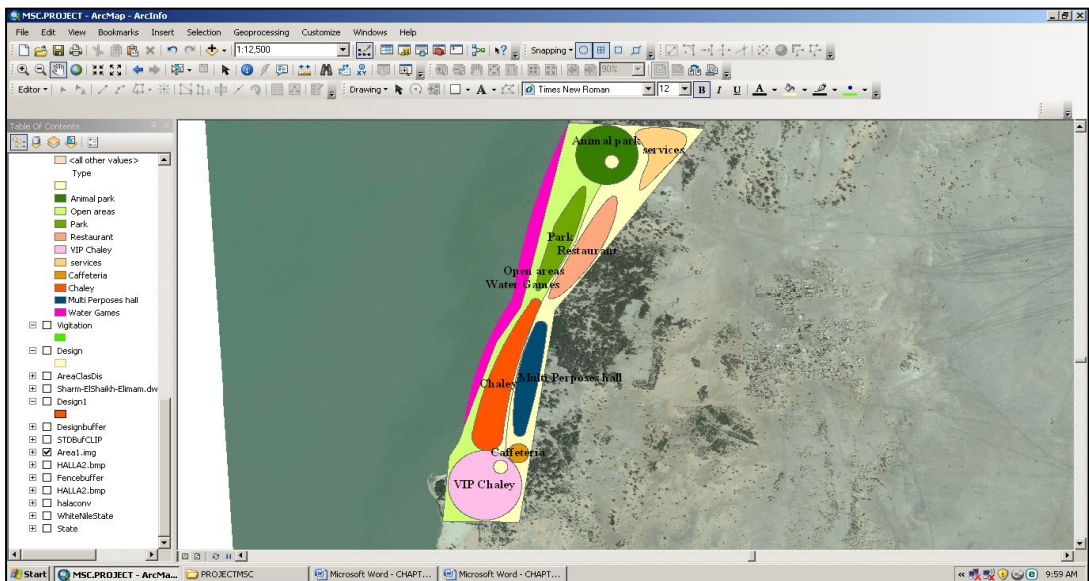 MSC.PROJECT - ArcMap - ArcInfo
File Edit View Bookmarks Insert Selection Geoprocessing Customize Windows Help
1:12,500 Snapping
90%
Editor Drawing A Times New Roman 12 B I U A
Table Of Contents
<all other values>
Type
Animal park
Open areas
Park
Restaurant
VIP Chaley
services
Caffeteria
Chaley
Multi Perposes hall
Water Games
Vigitation
Design
AreaClasDis
Sharm-ElShaikh-Elimam.dw
Design1
Designbuffer
STDBufCLIP
Area1.img
HALLA2.bmp
Fencebuffer
HALLA2.bmp
halaconv
WhiteNileState
State
Animal park
services
Park
Restaurant
Open areas
Water Games
Chaley
Multi Perposes hall
Caffeteria
VIP Chaley
Start MSC.PROJECT - ArcMa... PROJECTMSC Microsoft Word - CHAPT... Microsoft Word - CHAPT... 9:59 AM